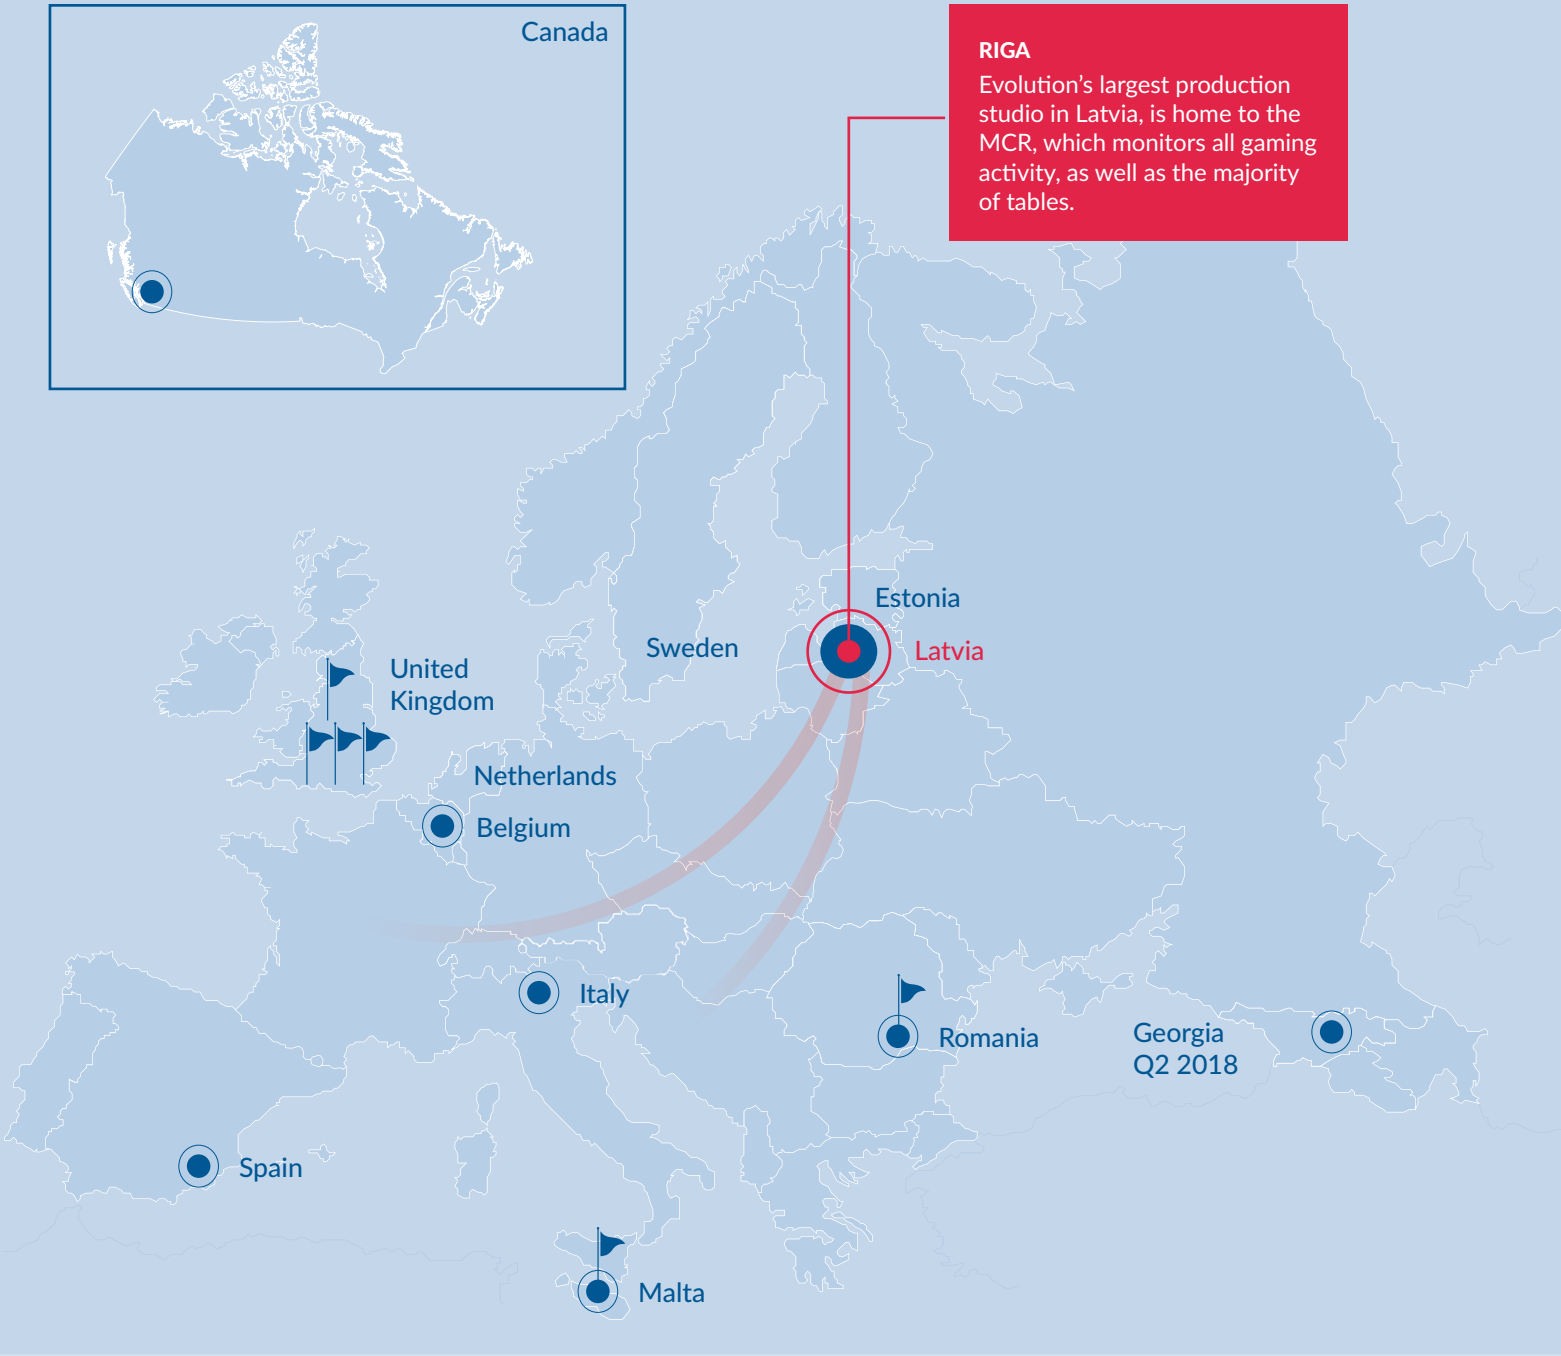 Canada
RIGA
Evolution’s largest production
studio in Latvia, is home to the
MCR, which monitors all gaming
activity, as well as the majority
of tables.
Estonia
Sweden
Latvia
United
Kingdom
Netherlands
Belgium
Italy
Romania
Georgia
Q2 2018
Spain
Malta